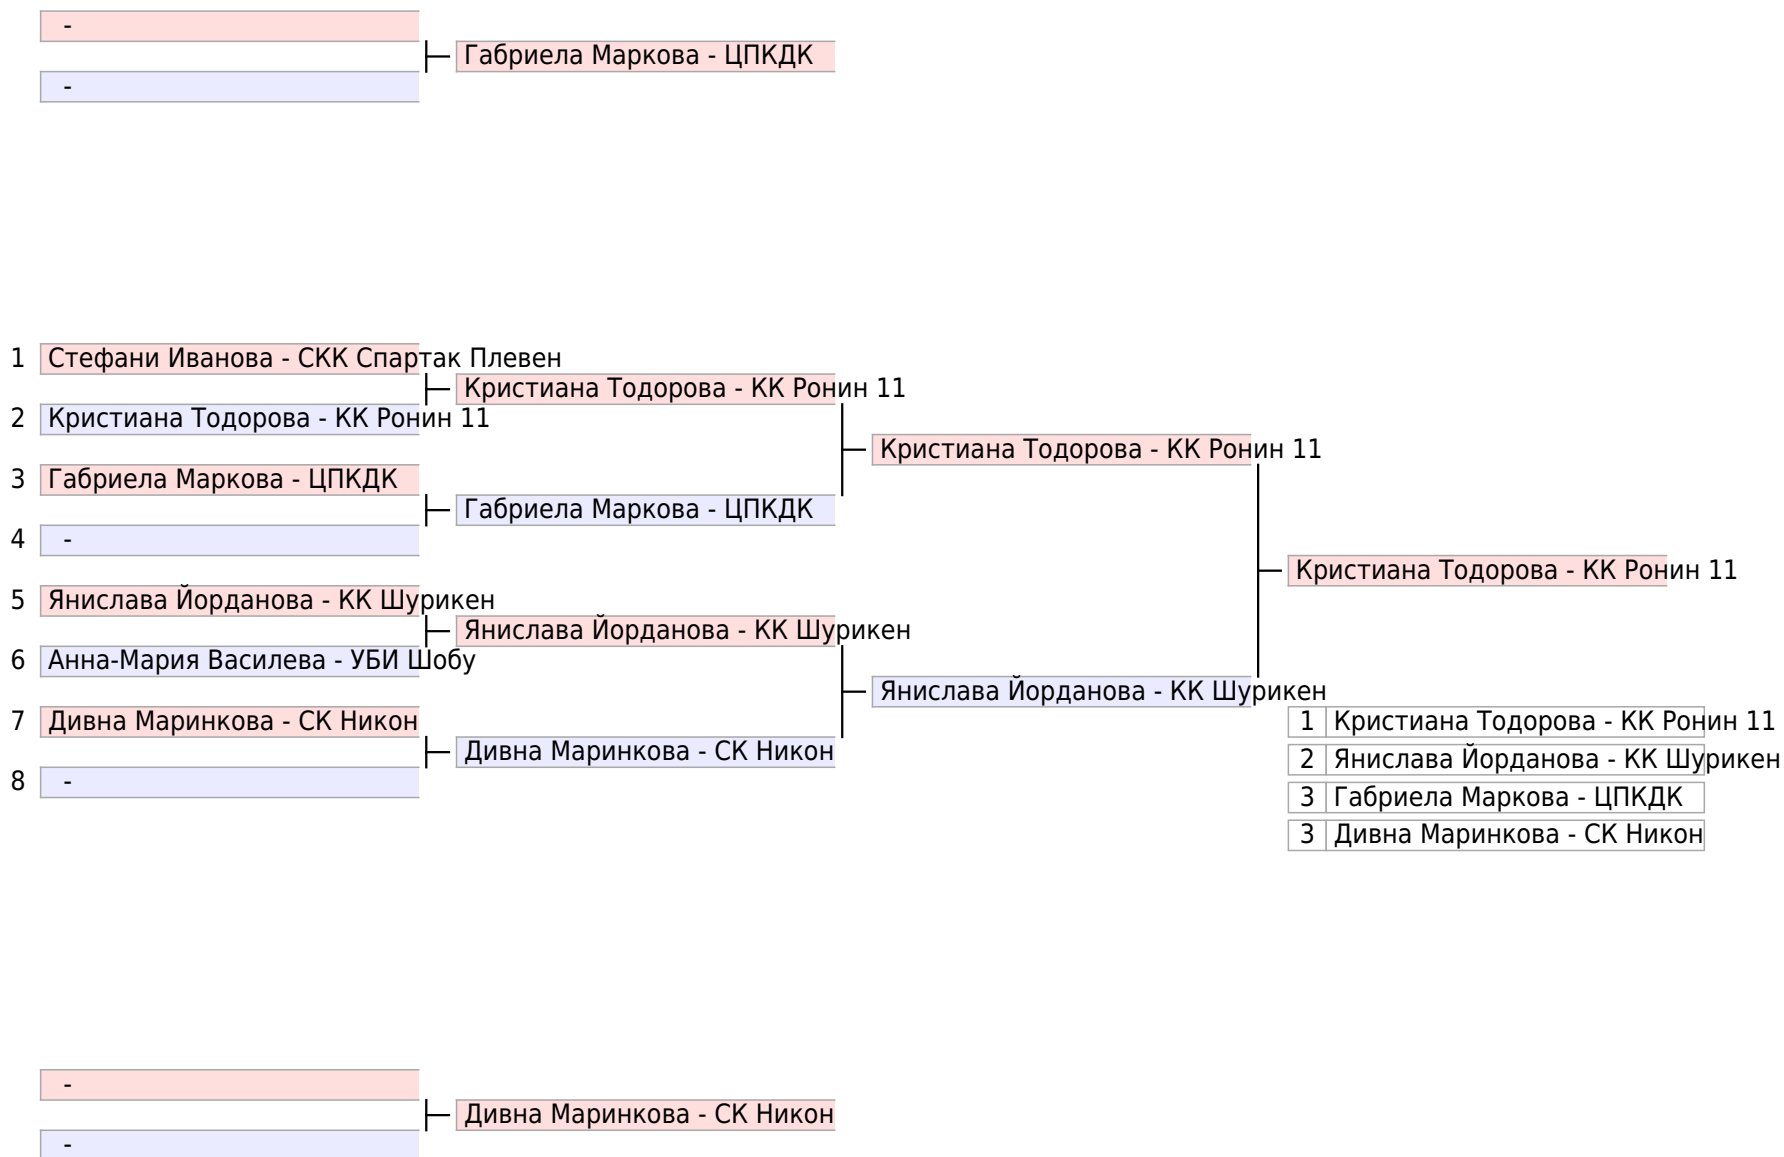 -
Габриела Маркова - ЦПКДК
-
1 Стефани Иванова - СКК Спартак Плевен
Кристиана Тодорова - КК Ронин 11
2 Кристиана Тодорова - КК Ронин 11
Кристиана Тодорова - КК Ронин 11
3 Габриела Маркова - ЦПКДК
Габриела Маркова - ЦПКДК
4 -
Кристиана Тодорова - КК Ронин 11
5 Янислава Йорданова - КК Шурикен
Янислава Йорданова - КК Шурикен
6 Анна-Мария Василева - УБИ Шобу
Янислава Йорданова - КК Шурикен
7 Дивна Маринкова - СК Никон
Дивна Маринкова - СК Никон
8 -
1 Кристиана Тодорова - КК Ронин 11
2 Янислава Йорданова - КК Шурикен
3 Габриела Маркова - ЦПКДК
3 Дивна Маринкова - СК Никон
-
Дивна Маринкова - СК Никон
-